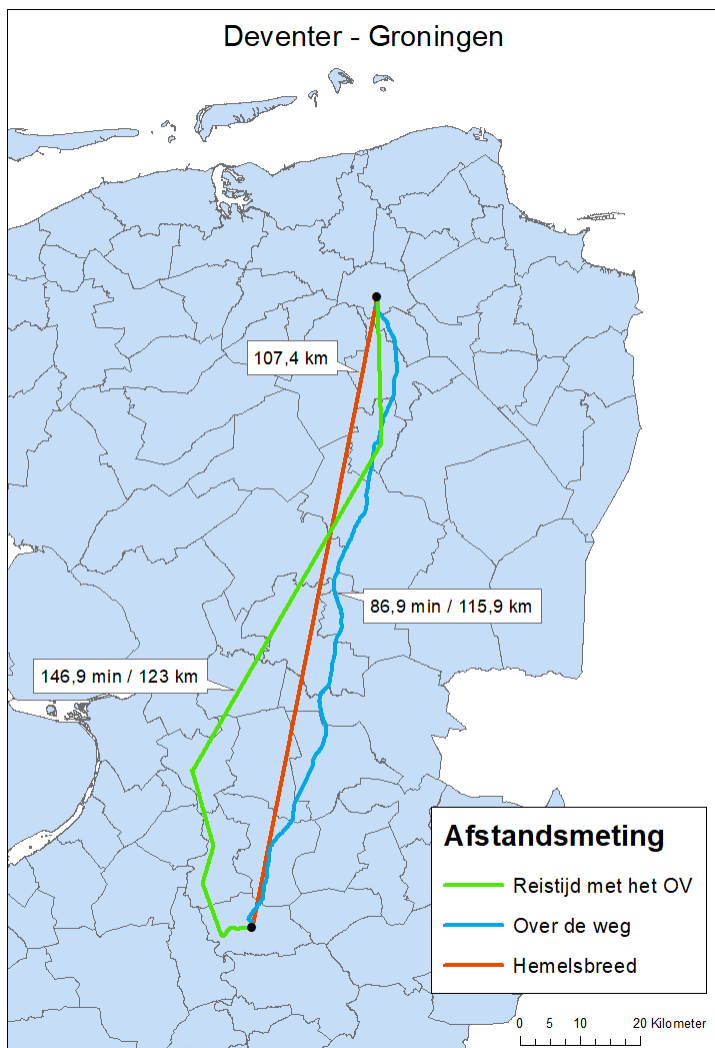 Deventer - Groningen
107,4 km
86,9 min / 115,9 km
146,9 min / 123 km
Afstandsmeting
Reistijd met het OV
Over de weg
Hemelsbreed
0 5 10 20 Kilometer